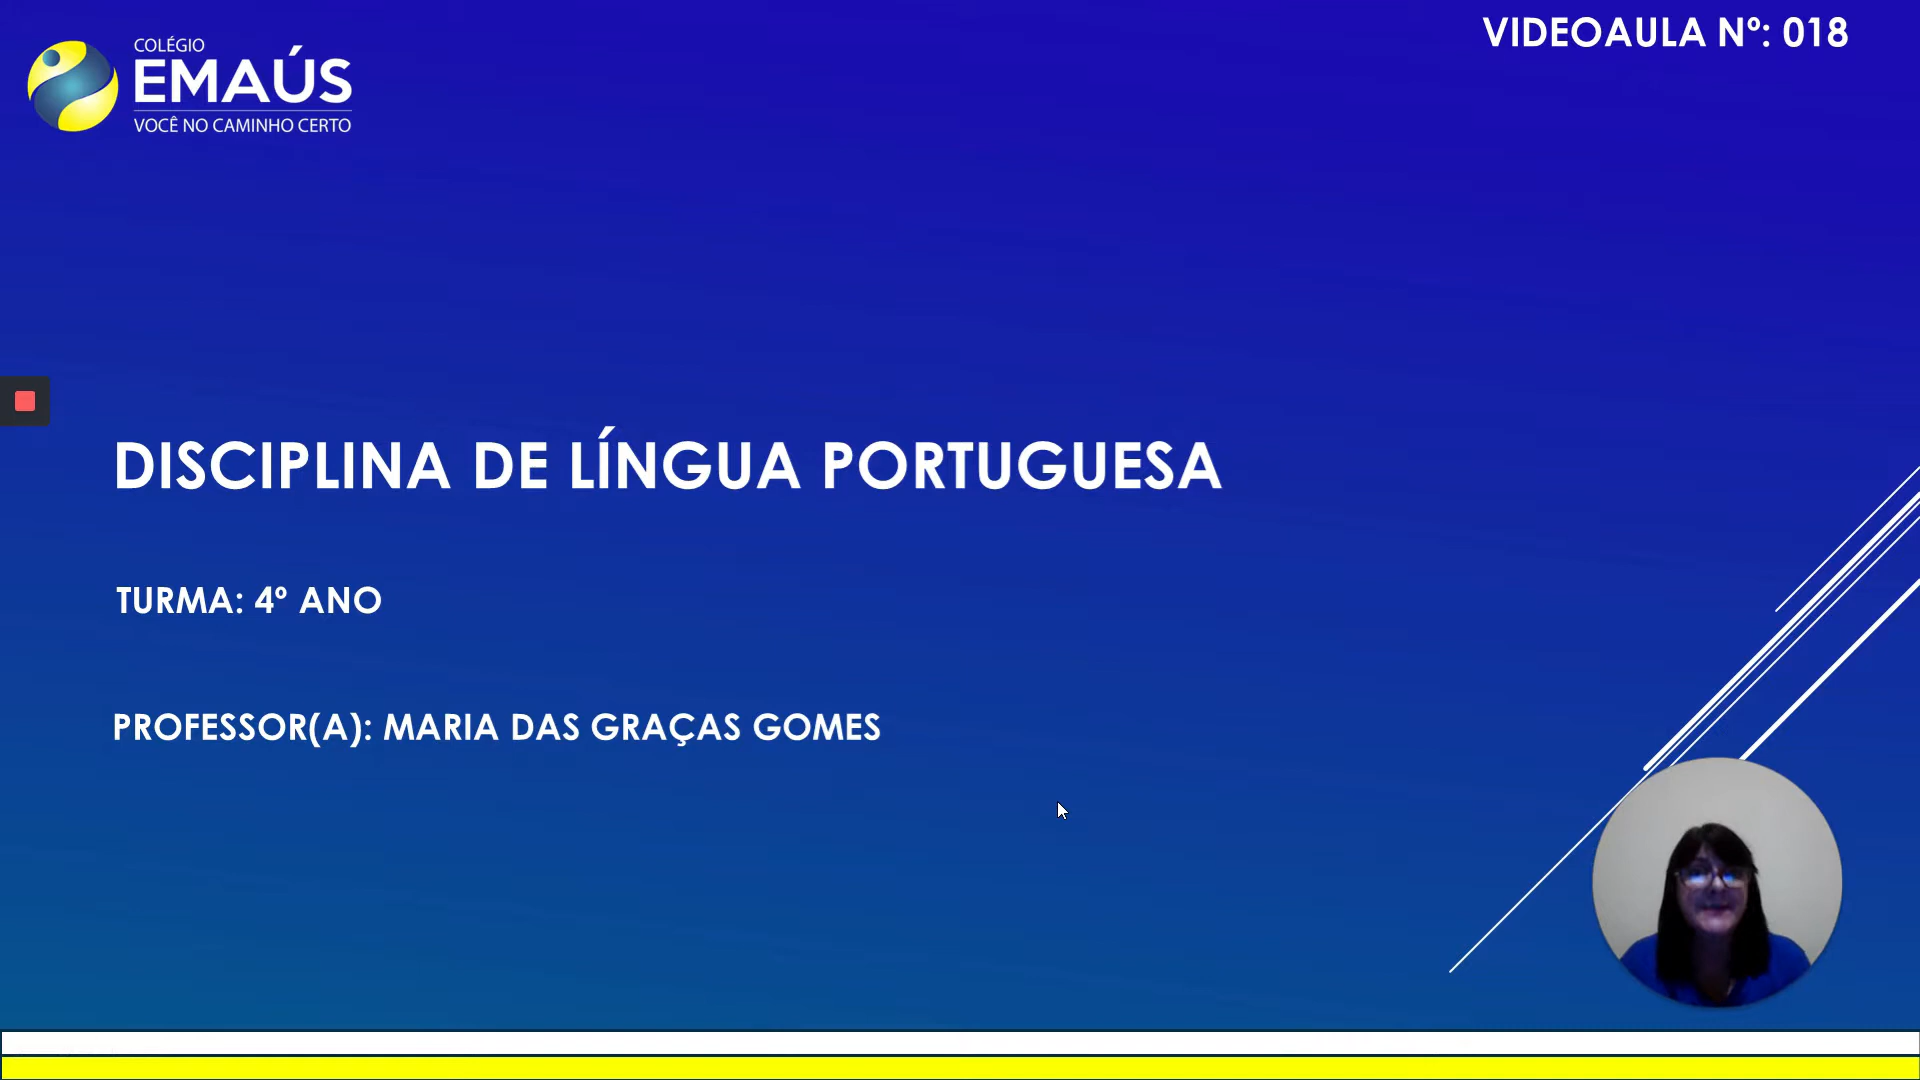 VIDEOAULA Nº: 018
COLÉGIO
EMAÚS
VOCÊ NO CAMINHO CERTO
DISCIPLINA DE LÍNGUA PORTUGUESA
TURMA: 4º ANO
PROFESSOR(A): MARIA DAS GRAÇAS GOMES